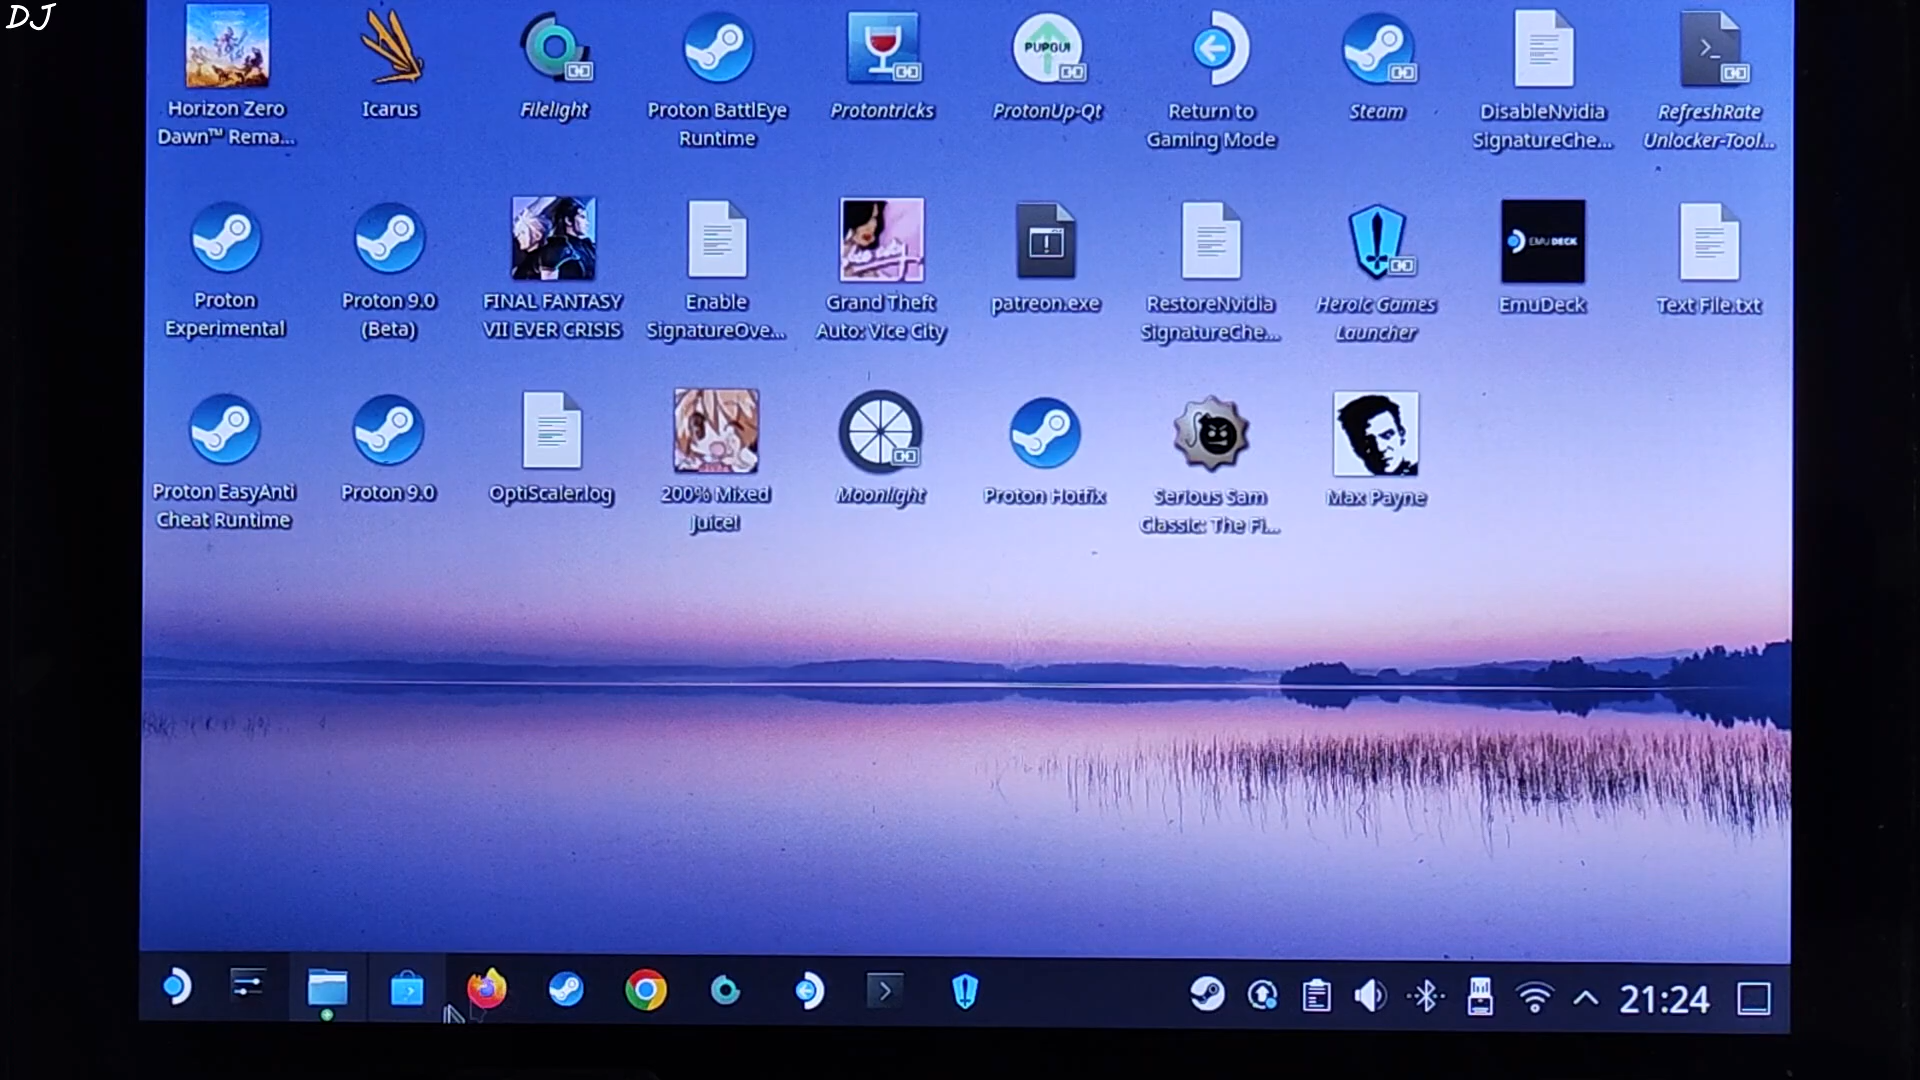 DJ
Horizon Zero
Dawn™ Rema...
Icarus
Filelight
Proton BattlEye
Runtime
Protontricks
PUPGUI
ProtonUp-Qt
Return to
Gaming Mode
Steam
DisableNvidia
SignatureChe...
RefreshRate
Unlocker-Tool...
Proton
Experimental
Proton 9.0
(Beta)
FINAL FANTASY
VII EVER CRISIS
Enable
SignatureOve...
Grand Theft
Auto: Vice City
patreon.exe
RestoreNvidia
SignatureChe...
Heroic Games
Launcher
EMUDECK
EmuDeck
Text File.txt
Proton EasyAnti
Cheat Runtime
Proton 9.0
OptiScaler.log
200% Mixed
Juice!
Moonlight
Proton Hotfix
Serious Sam
Classic: The Fi...
Max Payne
21:24